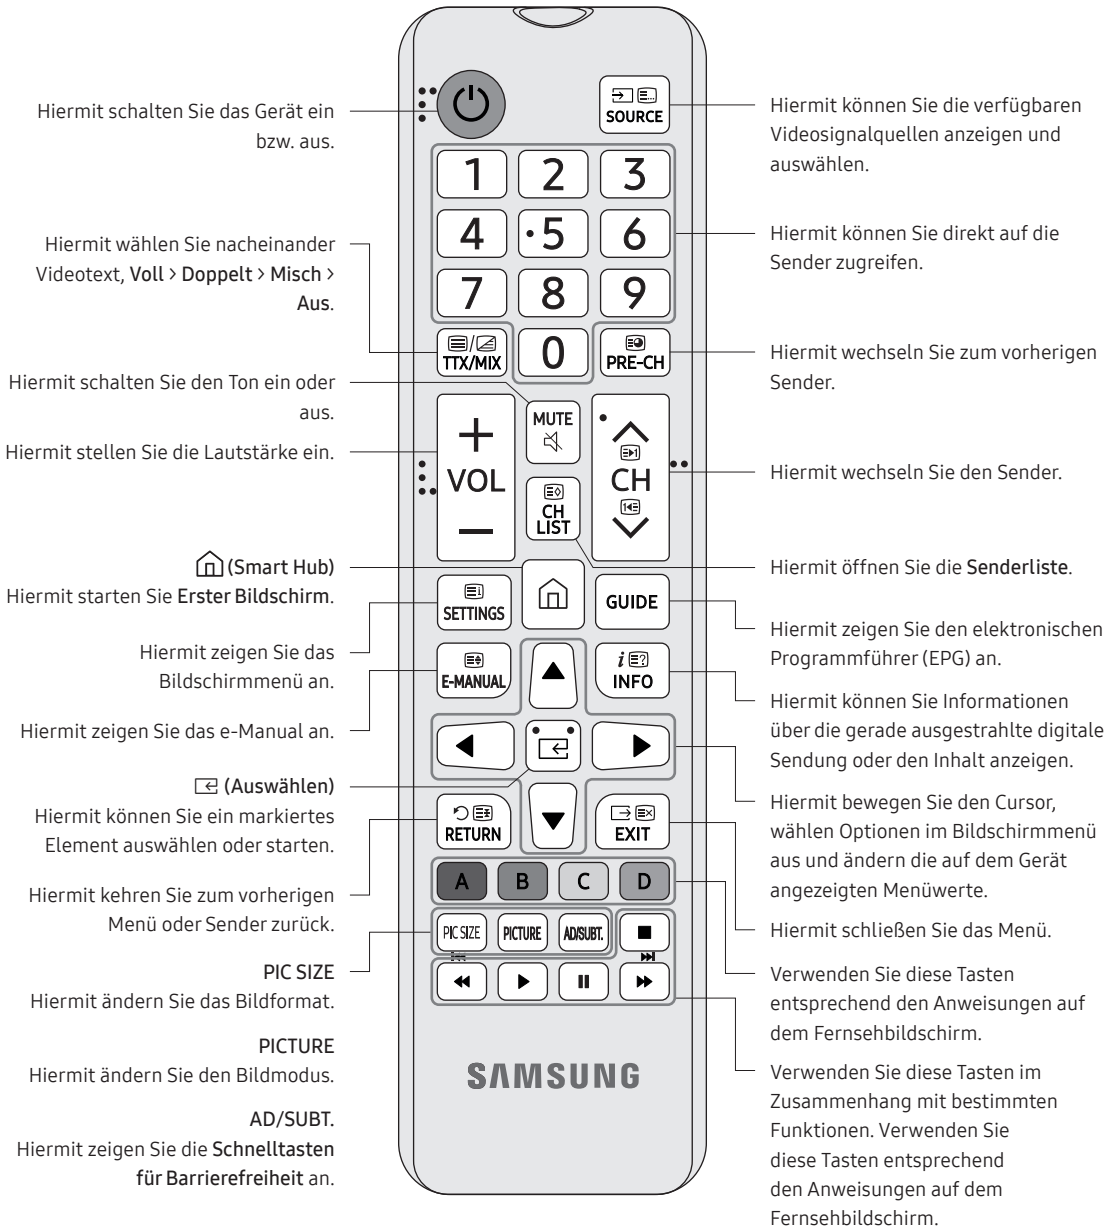 Hiermit schalten Sie das Gerät ein
bzw. aus.
Hiermit wählen Sie nacheinander
Videotext, Voll > Doppelt > Misch >
Aus.
Hiermit schalten Sie den Ton ein oder
aus.
Hiermit stellen Sie die Lautstärke ein.
(Smart Hub)
Hiermit starten Sie Erster Bildschirm.
Hiermit zeigen Sie das
Bildschirmmenü an.
Hiermit zeigen Sie das e-Manual an.
(Auswählen)
Hiermit können Sie ein markiertes
Element auswählen oder starten.
Hiermit kehren Sie zum vorherigen
Menü oder Sender zurück.
PIC SIZE
Hiermit ändern Sie das Bildformat.
PICTURE
Hiermit ändern Sie den Bildmodus.
AD/SUBT.
Hiermit zeigen Sie die Schnelltasten
für Barrierefreiheit an.
SOURCE
1 2 3
4 5 6
7 8 9
TTX/MIX 0 PRE-CH
MUTE
VOL
CH
CH
LIST
SETTINGS
GUIDE
E-MANUAL
INFO
RETURN
EXIT
A B C D
PIC SIZE PICTURE AD/SUBT.
SAMSUNG
Hiermit können Sie die verfügbaren
Videosignalquellen anzeigen und
auswählen.
Hiermit können Sie direkt auf die
Sender zugreifen.
Hiermit wechseln Sie zum vorherigen
Sender.
Hiermit wechseln Sie den Sender.
Hiermit öffnen Sie die Senderliste.
Hiermit zeigen Sie den elektronischen
Programmführer (EPG) an.
Hiermit können Sie Informationen
über die gerade ausgestrahlte digitale
Sendung oder den Inhalt anzeigen.
Hiermit bewegen Sie den Cursor,
wählen Optionen im Bildschirmmenü
aus und ändern die auf dem Gerät
angezeigten Menüwerte.
Hiermit schließen Sie das Menü.
Verwenden Sie diese Tasten
entsprechend den Anweisungen auf
dem Fernsehbildschirm.
Verwenden Sie diese Tasten im
Zusammenhang mit bestimmten
Funktionen. Verwenden Sie
diese Tasten entsprechend
den Anweisungen auf dem
Fernsehbildschirm.